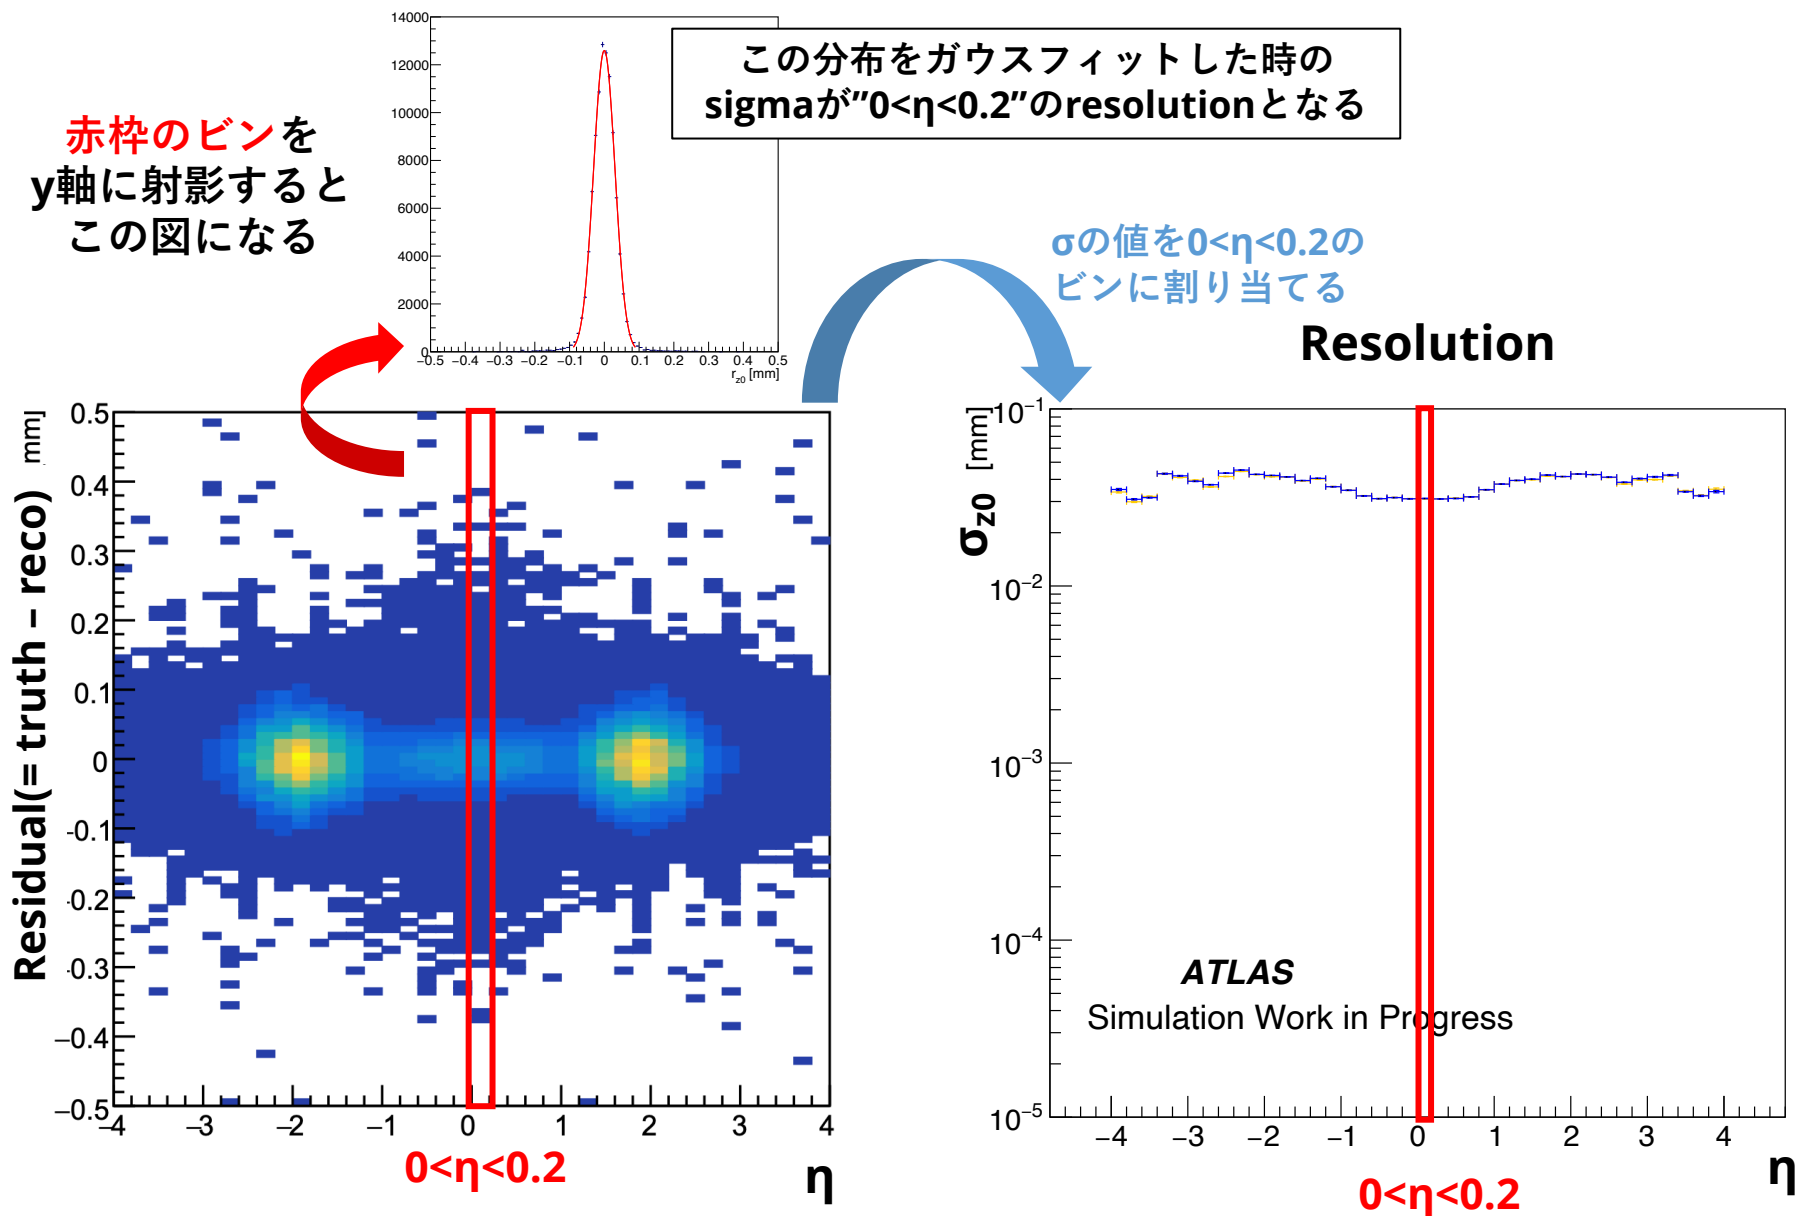 14000
12000
10000
8000
6000
4000
2000
0
−0.5 −0.4 −0.3 −0.2 −0.1 0 0.1 0.2 0.3 0.4 0.5
r_z0 [mm]
この分布をガウスフィットした時の
sigmaが”0<η<0.2”のresolutionとなる
赤枠のビンを
y軸に射影すると
この図になる
σの値を0<η<0.2の
ビンに割り当てる
Resolution
Residual(= truth − reco) mm]
0.5
0.4
0.3
0.2
0.1
0
-0.1
-0.2
-0.3
−0.4
−0.5
−4 −3 −2 −1 0 1 2 3 4
0<η<0.2
η
σz0 [mm]
10−1
10−2
10−3
10−4
10−5
ATLAS
Simulation Work in Progress
−4 −3 −2 −1 0 1 2 3 4
0<η<0.2
η